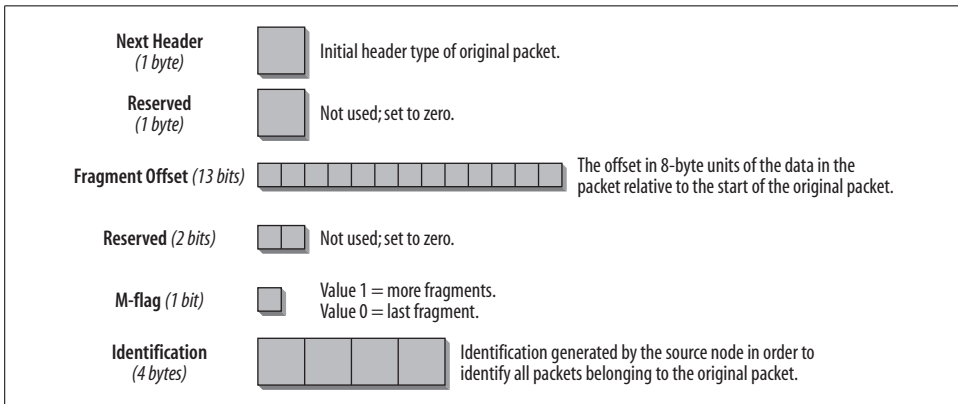 Next Header
(1 byte)
Initial header type of original packet.
Reserved
(1 byte)
Not used; set to zero.
Fragment Offset (13 bits)
The offset in 8-byte units of the data in the
packet relative to the start of the original packet.
Reserved (2 bits)
Not used; set to zero.
M-flag (1 bit)
Value 1 = more fragments.
Value 0 = last fragment.
Identification
(4 bytes)
Identification generated by the source node in order to
identify all packets belonging to the original packet.